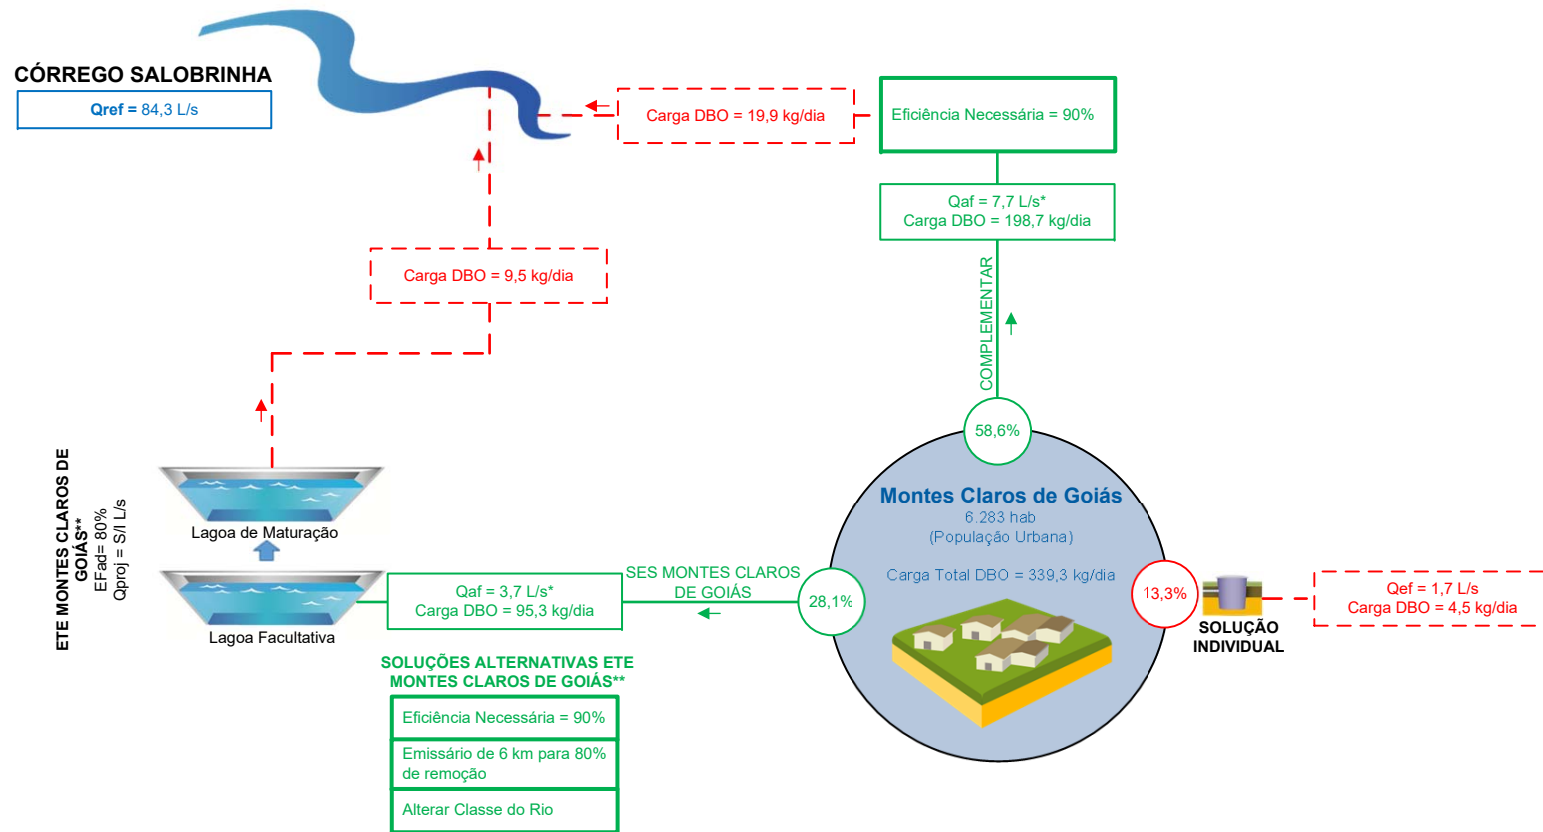 CÓRREGO SALOBRINHA
Qref = 84,3 L/s
Carga DBO = 19,9 kg/dia
Eficiência Necessária = 90%
Qaf = 7,7 L/s*
Carga DBO = 198,7 kg/dia
Carga DBO = 9,5 kg/dia
COMPLEMENTAR
58,6%
Montes Claros de Goiás
6.283 hab
(População Urbana)
Carga Total DBO = 339,3 kg/dia
28,1%
13,3%
SOLUÇÃO
INDIVIDUAL
Qef = 1,7 L/s
Carga DBO = 4,5 kg/dia
SES MONTES CLAROS
DE GOIÁS
Qaf = 3,7 L/s*
Carga DBO = 95,3 kg/dia
ETE MONTES CLAROS DE
GOIÁS**
EFad= 80%
Qproj = S/I L/s
Lagoa de Maturação
Lagoa Facultativa
SOLUÇÕES ALTERNATIVAS ETE
MONTES CLAROS DE GOIÁS**
Eficiência Necessária = 90%
Emissário de 6 km para 80%
de remoção
Alterar Classe do Rio